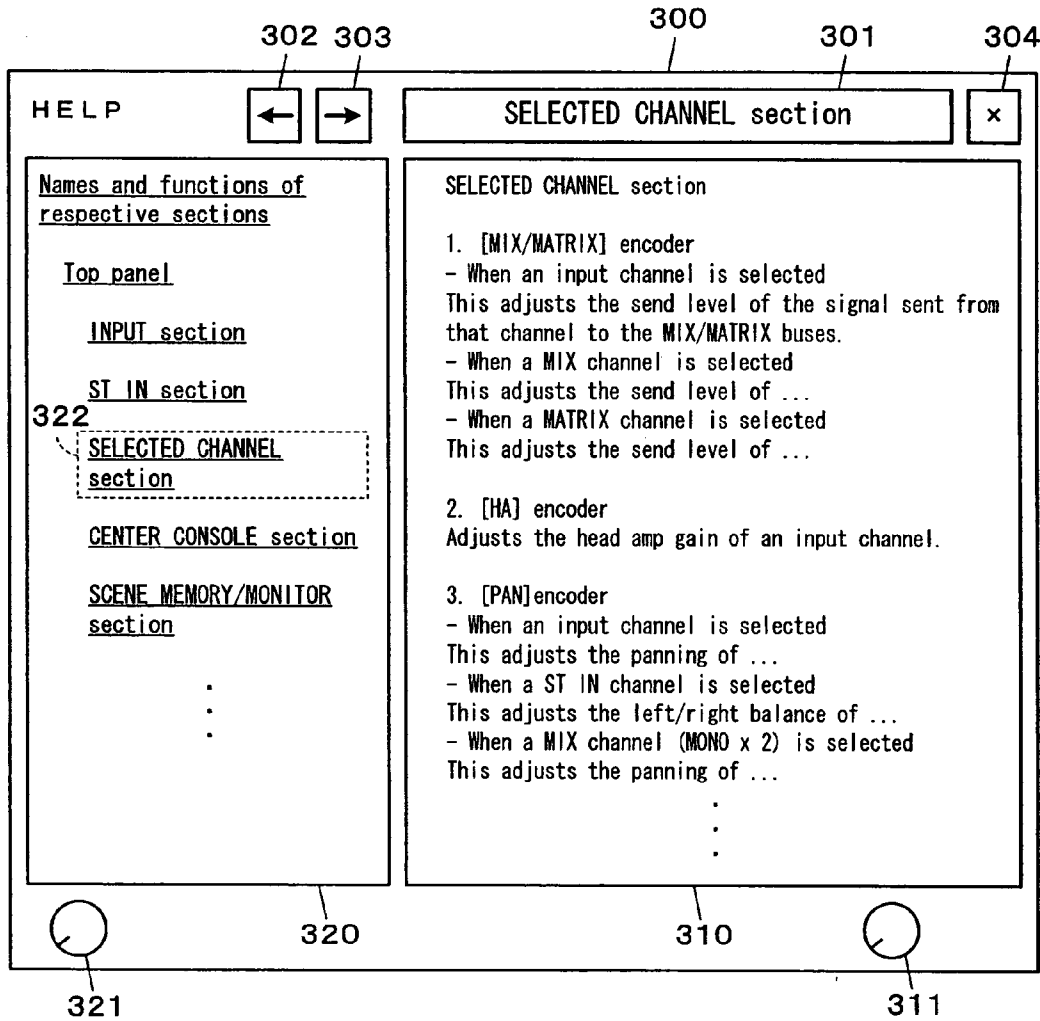 300
302 303 301 304
HELP ← → SELECTED CHANNEL section ×
Names and functions of
respective sections
Top panel
INPUT section
ST IN section
322
SELECTED CHANNEL
section
CENTER CONSOLE section
SCENE MEMORY/MONITOR
section
SELECTED CHANNEL section
1. [MIX/MATRIX] encoder
- When an input channel is selected
This adjusts the send level of the signal sent from
that channel to the MIX/MATRIX buses.
- When a MIX channel is selected
This adjusts the send level of ...
- When a MATRIX channel is selected
This adjusts the send level of ...
2. [HA] encoder
Adjusts the head amp gain of an input channel.
3. [PAN]encoder
- When an input channel is selected
This adjusts the panning of ...
- When a ST IN channel is selected
This adjusts the left/right balance of ...
- When a MIX channel (MONO x 2) is selected
This adjusts the panning of ...
320 310
321 311